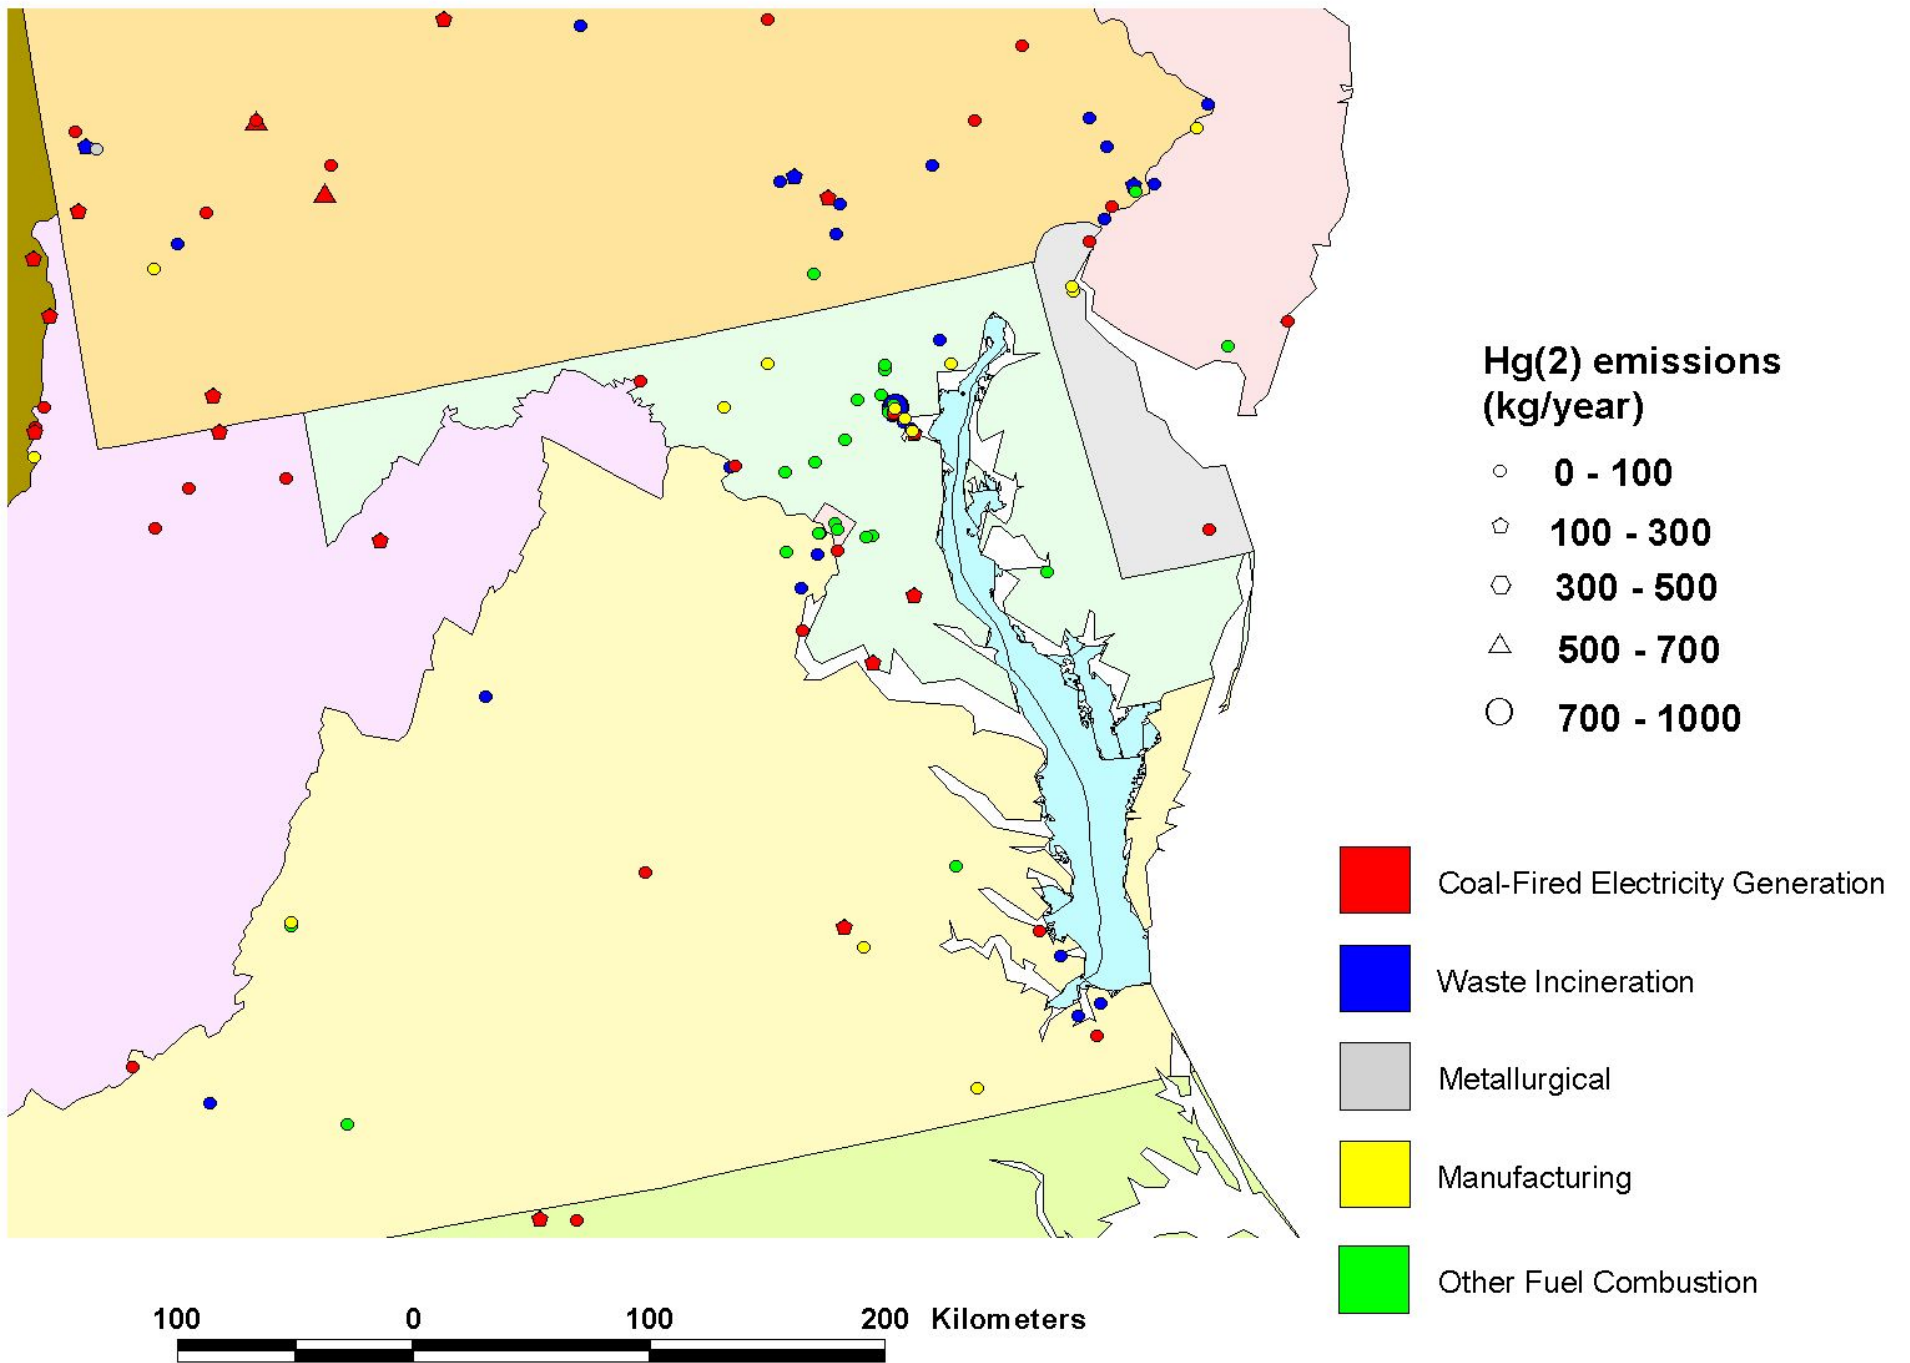 Hg(2) emissions
(kg/year)
0 - 100
100 - 300
300 - 500
500 - 700
700 - 1000
Coal-Fired Electricity Generation
Waste Incineration
Metallurgical
Manufacturing
Other Fuel Combustion
100 0 100 200 Kilometers